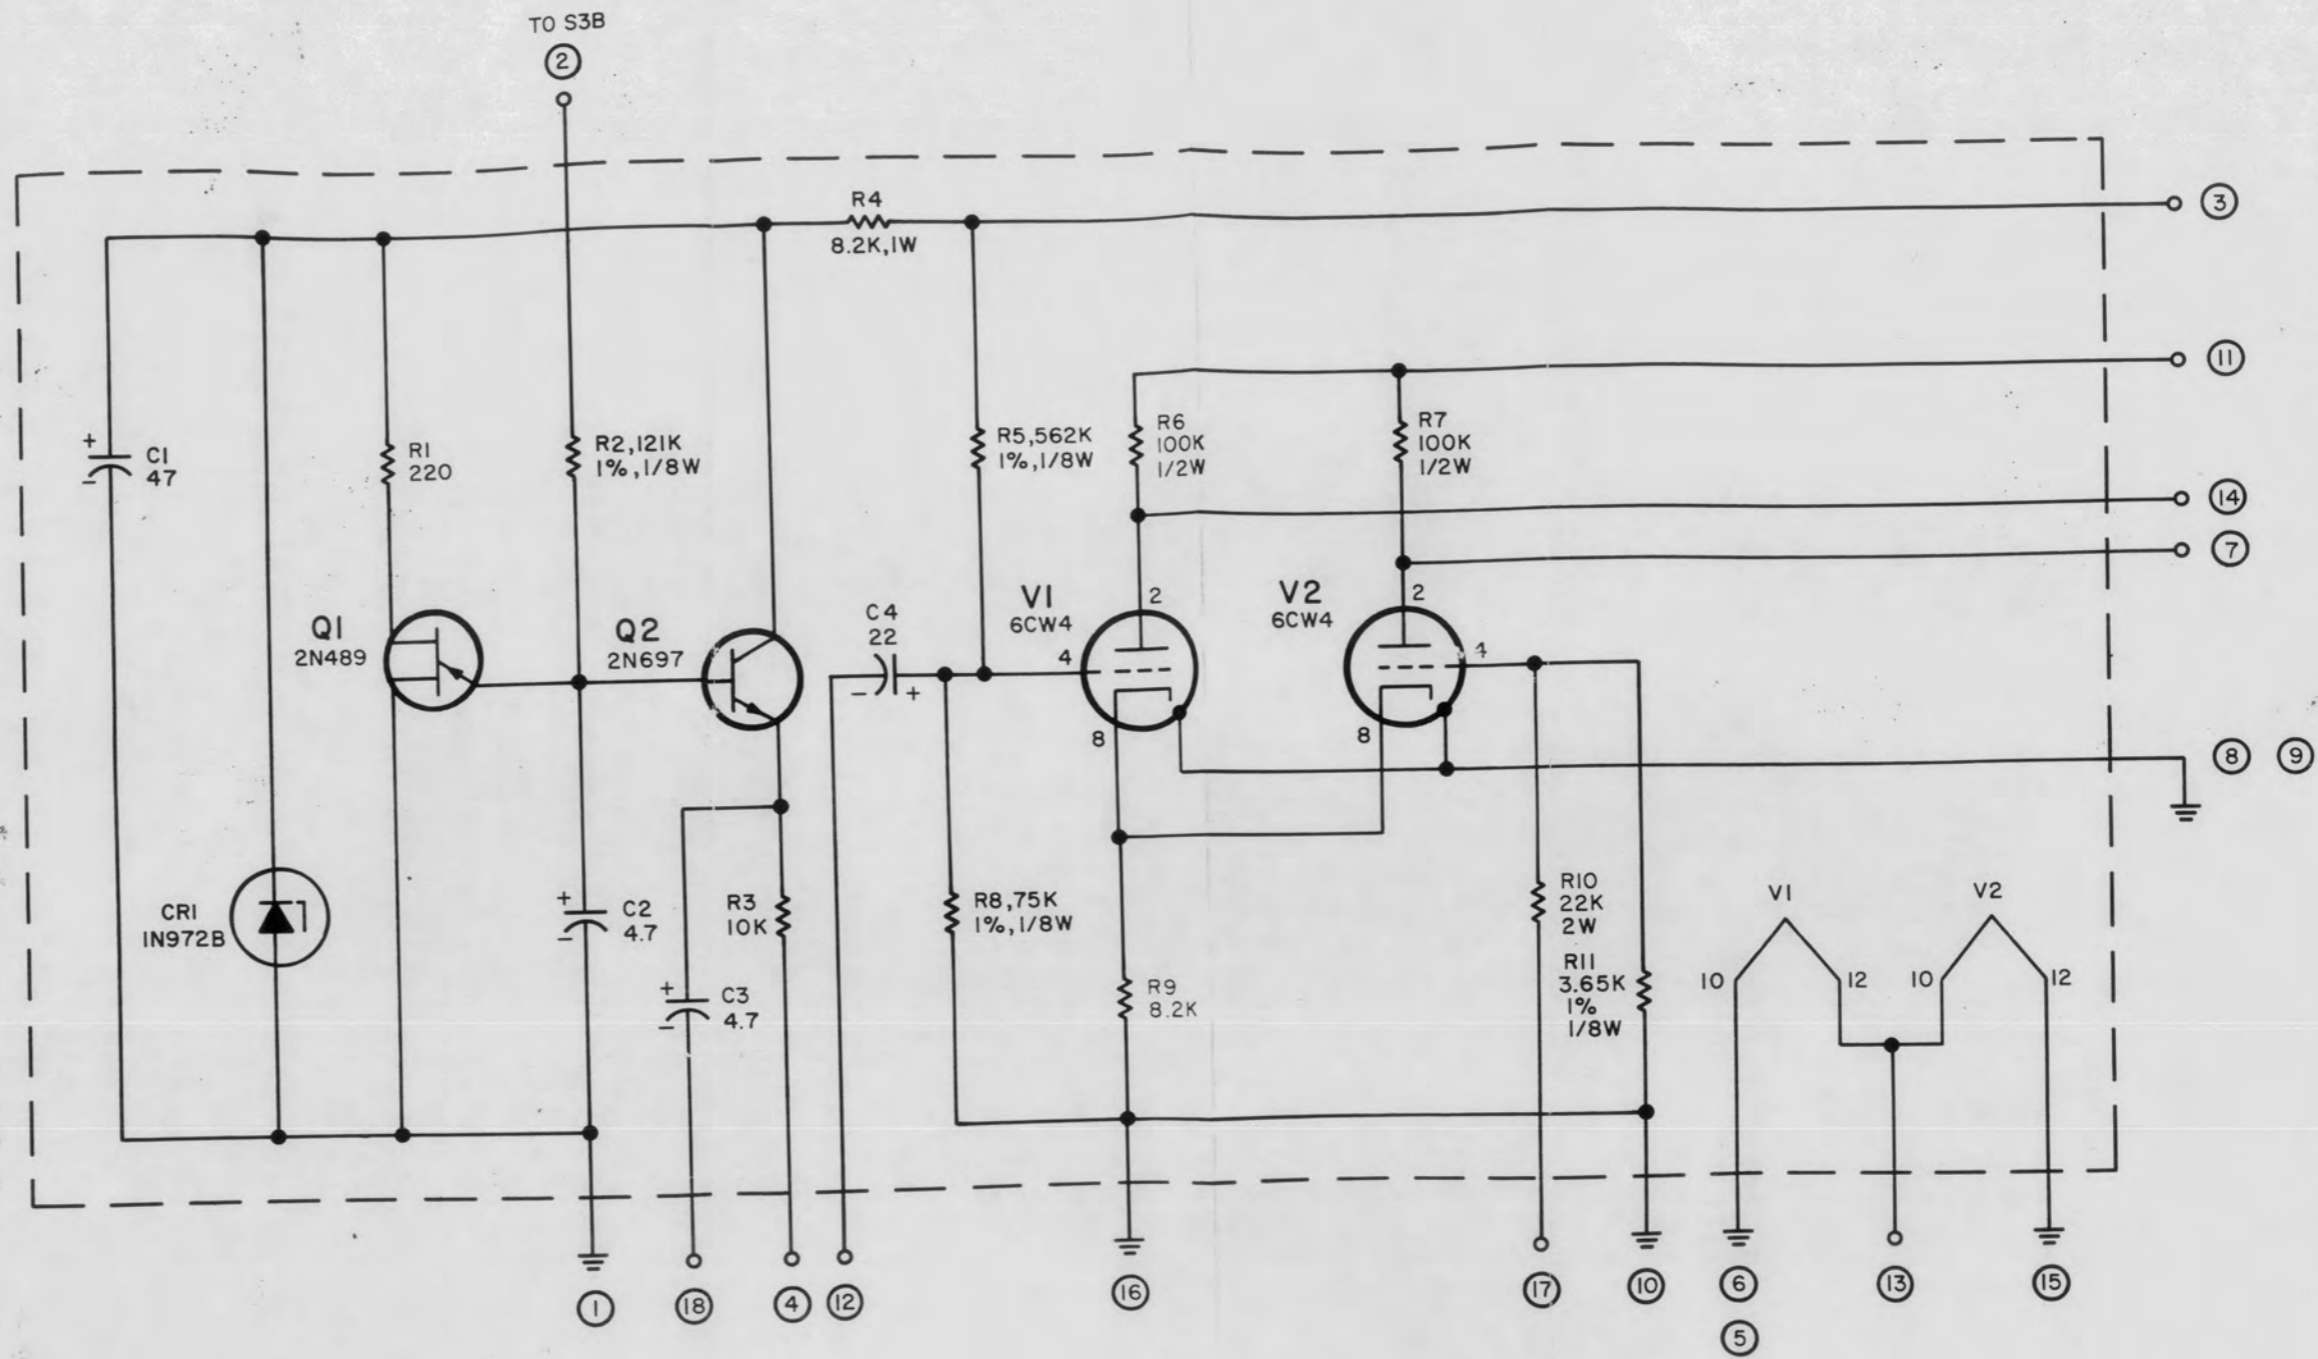 TO S3B
2
R4
8.2K,1W
3
11
C1
47
+
−
R1
220
R2,121K
1%,1/8W
R5,562K
1%,1/8W
R6
100K
1/2W
R7
100K
1/2W
14
7
Q1
2N489
Q2
2N697
C4
22
−
+
V1
6CW4
2
4
8
V2
6CW4
2
4
8
8
9
CR1
1N972B
+
−
C2
4.7
R3
10K
+
−
C3
4.7
R8,75K
1%,1/8W
R9
8.2K
R10
22K
2W
R11
3.65K
1%
1/8W
V1
10
12
V2
10
12
1
18
4
12
16
17
10
6
5
13
15